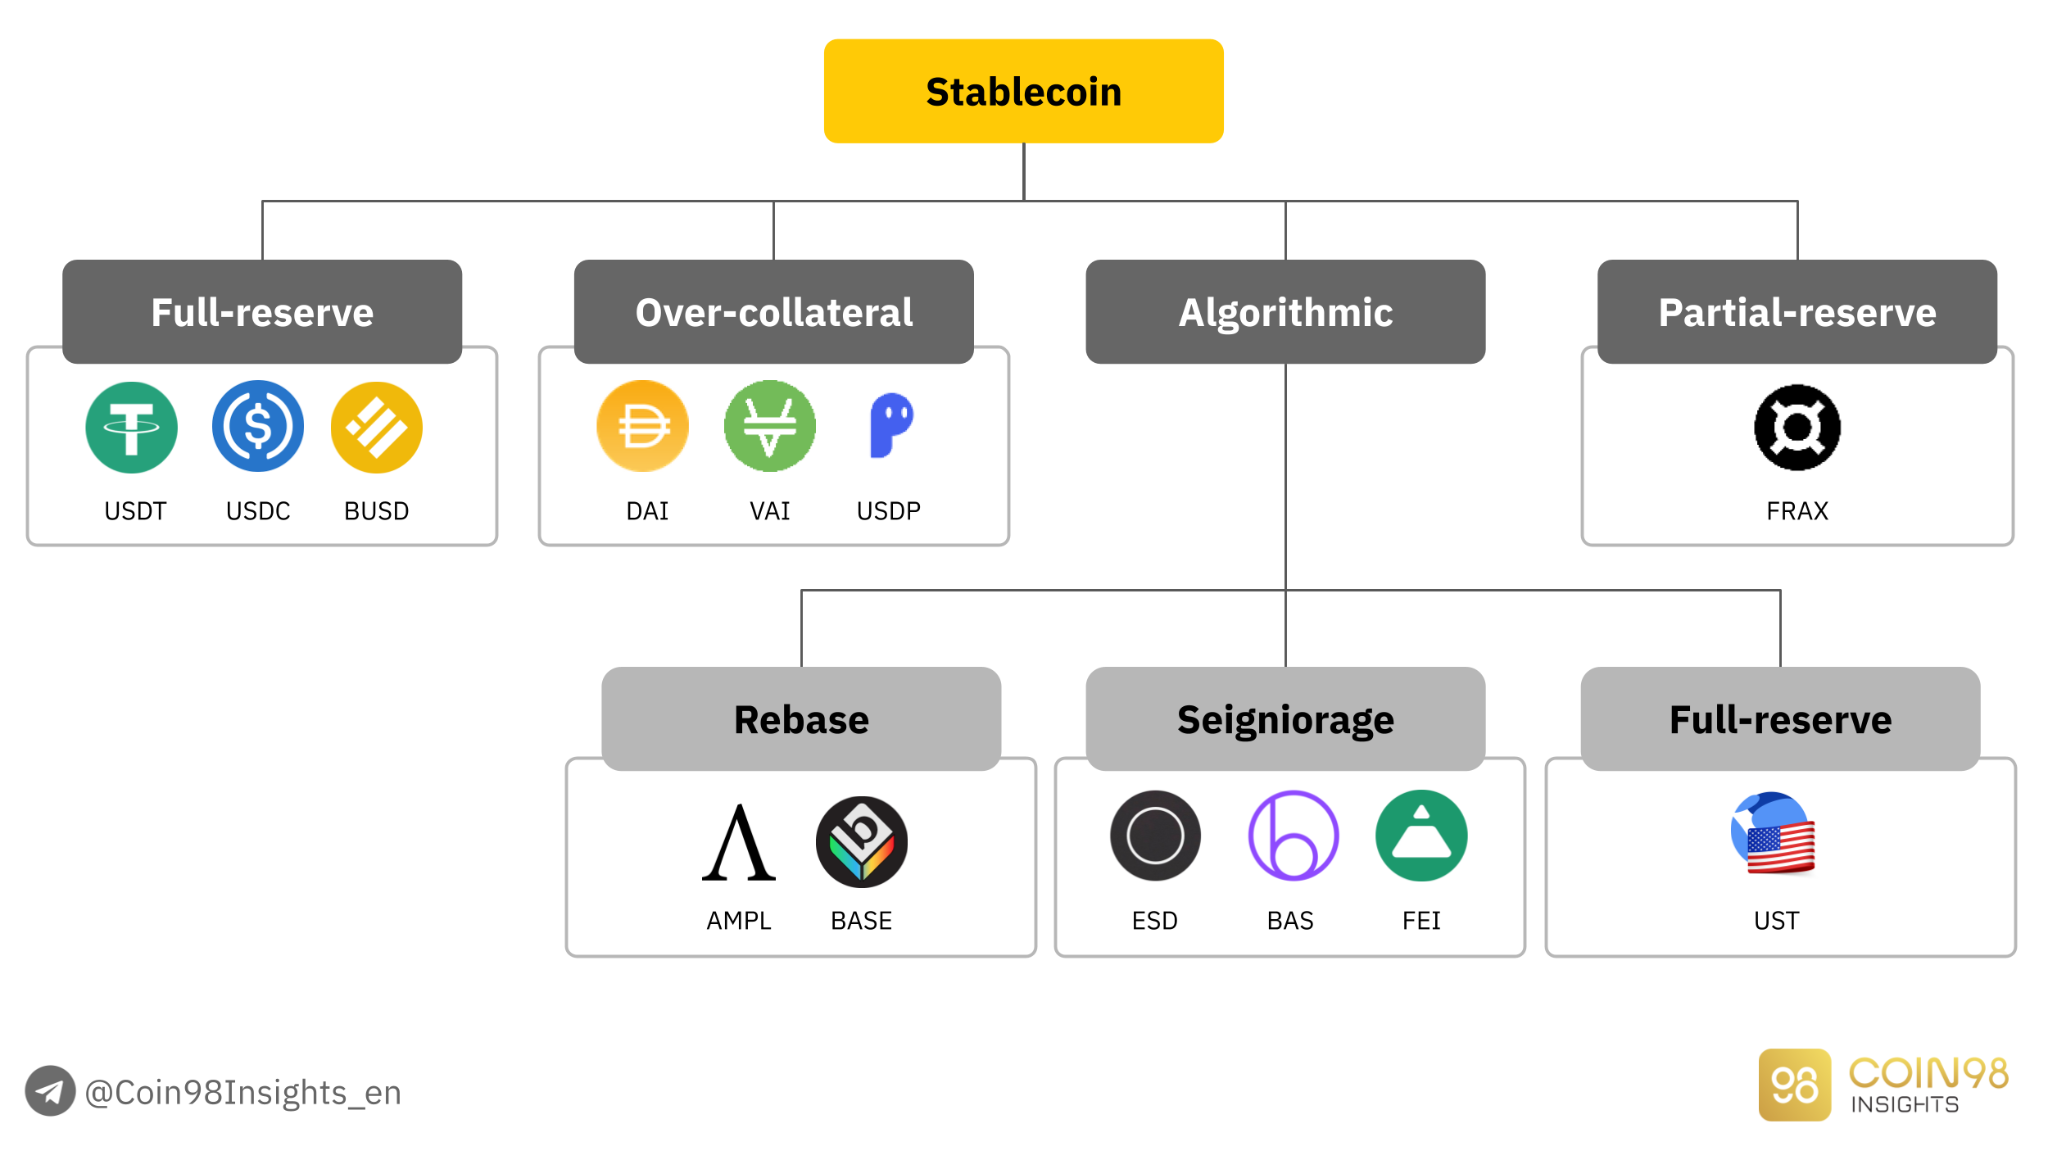 Stablecoin
Full-reserve
Over-collateral
Algorithmic
Partial-reserve
USDT
USDC
BUSD
DAI
VAI
USDP
FRAX
Rebase
Seigniorage
Full-reserve
AMPL
BASE
ESD
BAS
FEI
UST
@Coin98Insights_en
98
COIN98
INSIGHTS